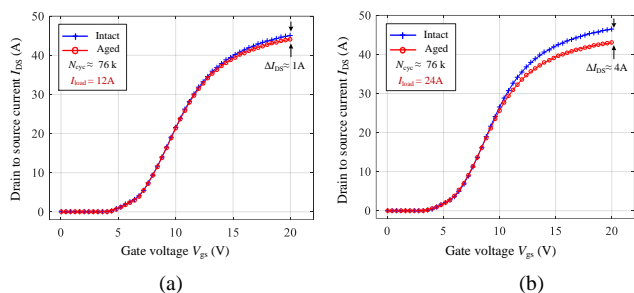 50
40
30
20
10
0
Drain to source current I_DS (A)
Intact
Aged
N_cyc ≈ 76 k
I_load = 12A
ΔI_DS ≈ 1A
0 5 10 15 20
Gate voltage V_gs (V)
(a)
50
40
30
20
10
0
Drain to source current I_DS (A)
Intact
Aged
N_cyc ≈ 76 k
I_load = 24A
ΔI_DS ≈ 4A
0 5 10 15 20
Gate voltage V_gs (V)
(b)